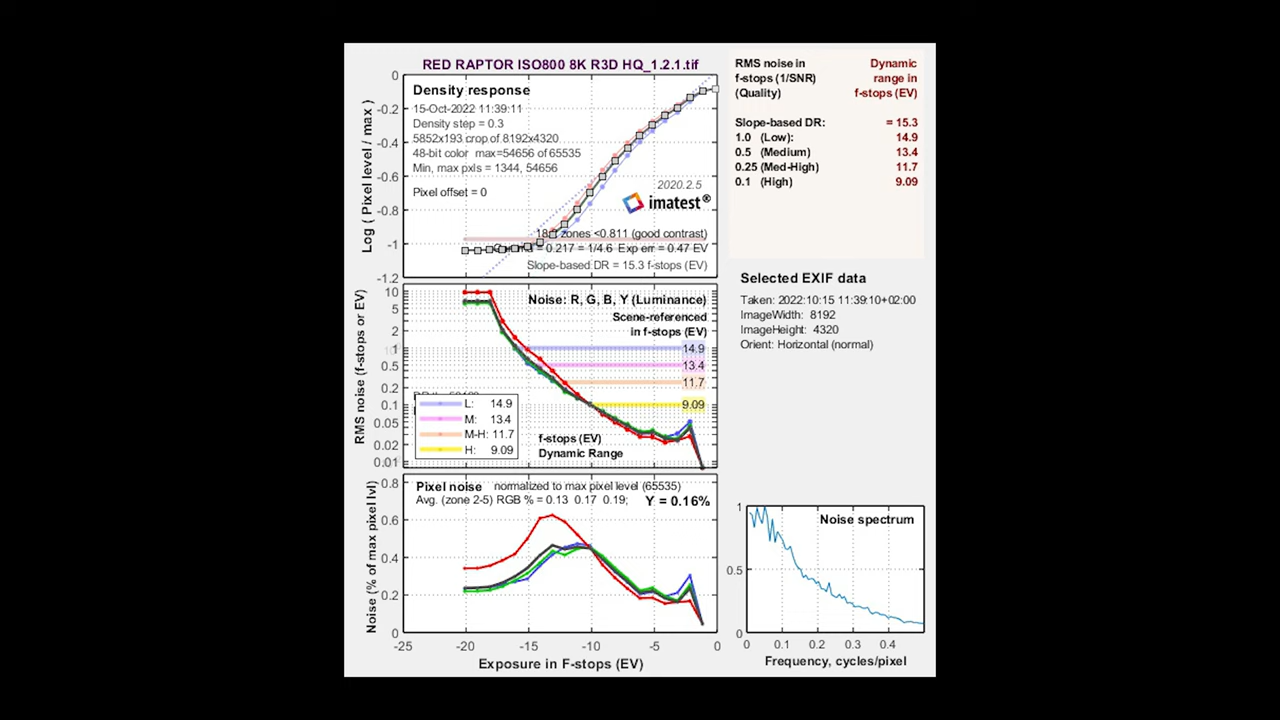 RED RAPTOR ISO800 8K R3D HQ_1.2.1.tif
Density response
15-Oct-2022 11:39:11
Density step = 0.3
5852x193 crop of 8192x4320
48-bit color max=54656 of 65535
Min, max pxls = 1344, 54656
Pixel offset = 0
2020.2.5
imatest®
zones <0.811 (good contrast)
= 0.217 = 1/4.6 Exp err = 0.47 EV
Slope-based DR = 15.3 f-stops (EV)
Log ( Pixel level / max )
0
-0.2
-0.4
-0.6
-0.8
-1
-1.2
Noise: R, G, B, Y (Luminance)
Scene-referenced
in f-stops (EV)
14.9
13.4
11.7
9.09
L: 14.9
M: 13.4
M-H: 11.7
H: 9.09
f-stops (EV)
Dynamic Range
RMS noise (f-stops or EV)
10
5
2
1
0.5
0.2
0.1
0.05
0.02
0.01
Pixel noise normalized to max pixel level (65535)
Avg. (zone 2-5) RGB % = 0.13 0.17 0.19; Y = 0.16%
Noise (% of max pixel lvl)
0.8
0.6
0.4
0.2
0
-25 -20 -15 -10 -5 0
Exposure in F-stops (EV)
RMS noise in Dynamic
f-stops (1/SNR) range in
(Quality) f-stops (EV)
Slope-based DR: = 15.3
1.0 (Low): 14.9
0.5 (Medium) 13.4
0.25 (Med-High) 11.7
0.1 (High) 9.09
Selected EXIF data
Taken: 2022:10:15 11:39:10+02:00
ImageWidth: 8192
ImageHeight: 4320
Orient: Horizontal (normal)
Noise spectrum
1
0.5
0
0 0.1 0.2 0.3 0.4
Frequency, cycles/pixel